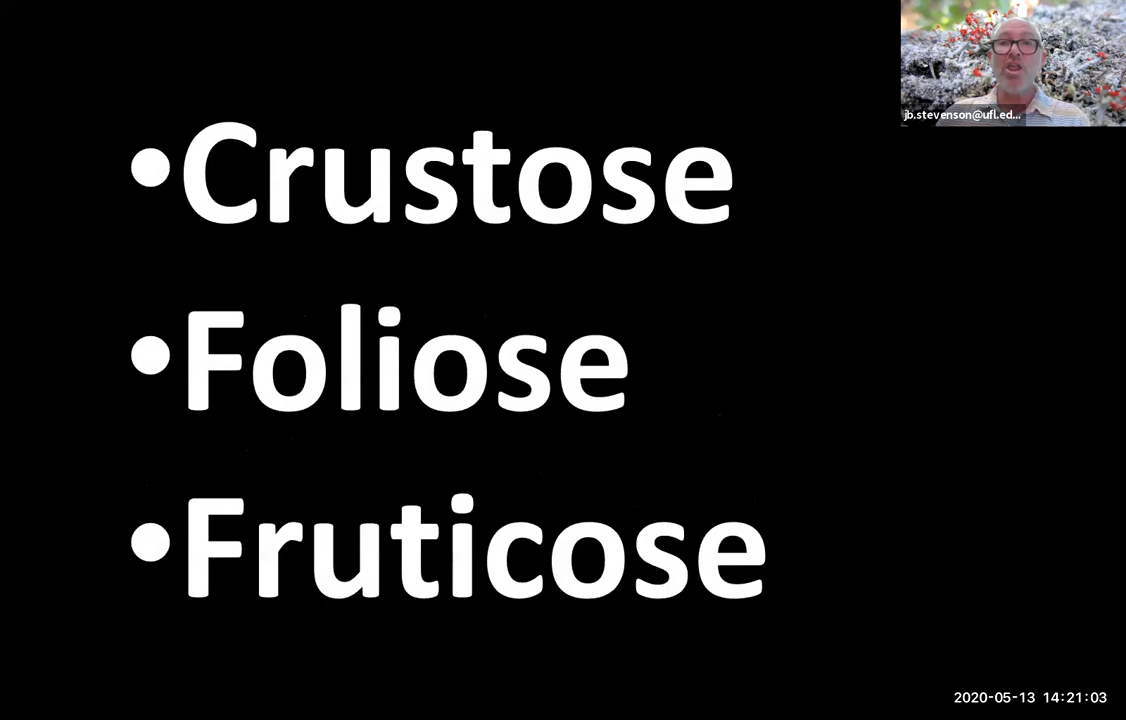 jb.stevenson@ufl.ed...
•Crustose
•Foliose
•Fruticose
2020-05-13 14:21:03